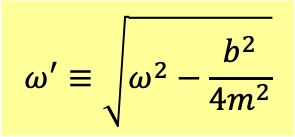 ω′ ≡ √(ω² − b²/4m²)